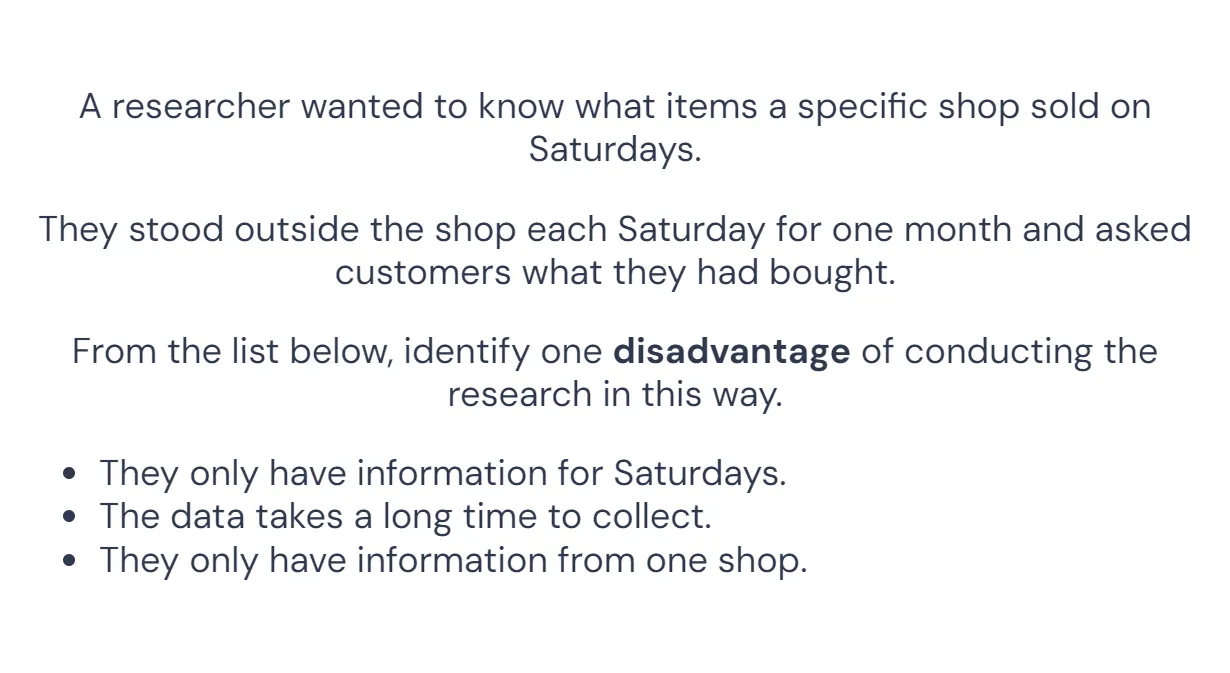 A researcher wanted to know what items a specific shop sold on
Saturdays.
They stood outside the shop each Saturday for one month and asked
customers what they had bought.
From the list below, identify one disadvantage of conducting the
research in this way.
• They only have information for Saturdays.
• The data takes a long time to collect.
• They only have information from one shop.